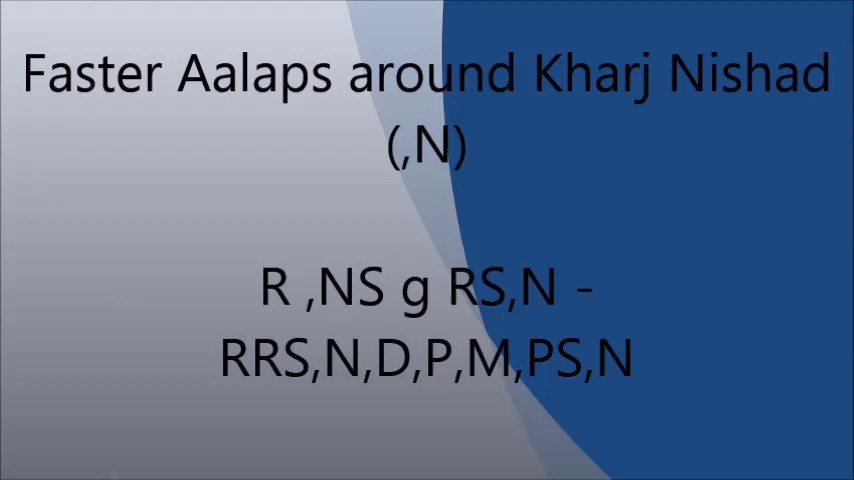 Faster Aalaps around Kharj Nishad
(,N)
R ,NS g RS,N -
RRS,N,D,P,M,PS,N